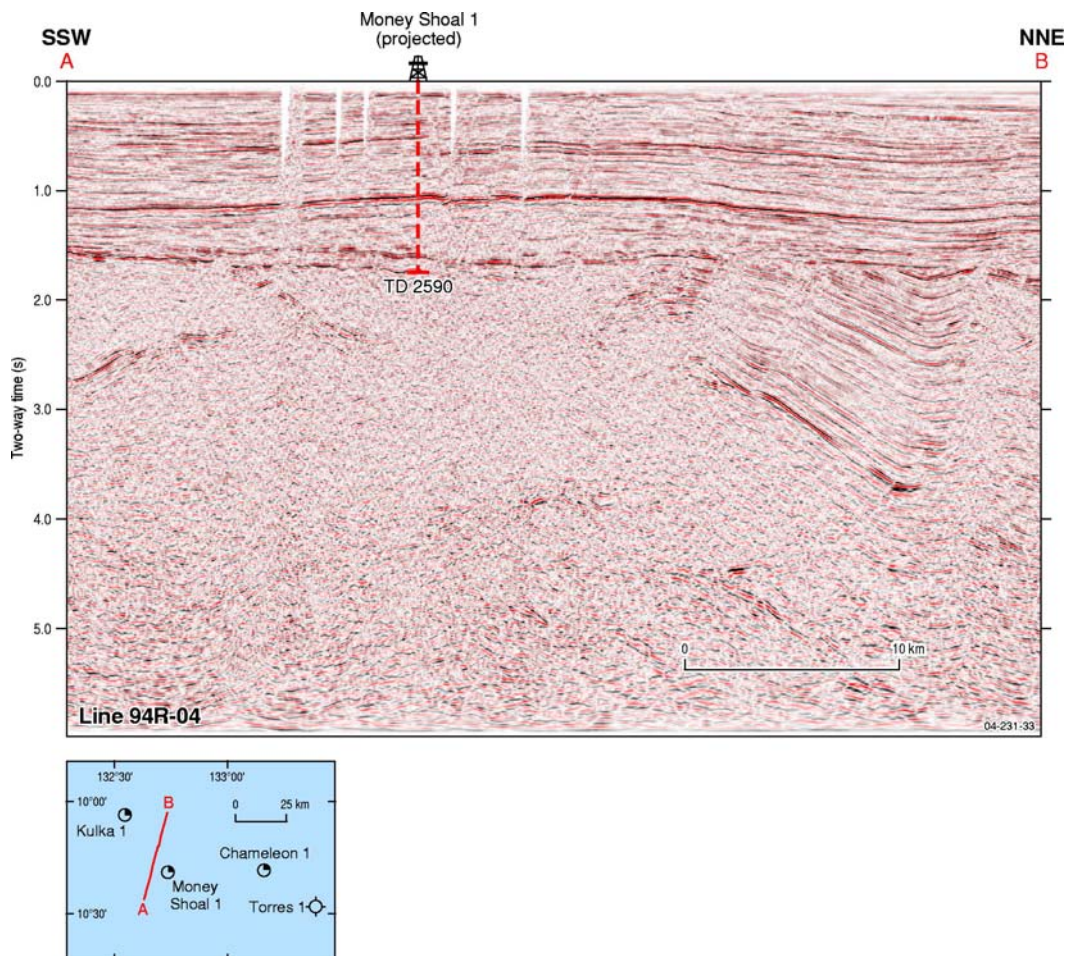 Money Shoal 1
(projected)
SSW
NNE
A
B
0.0
1.0
2.0
3.0
4.0
5.0
Two-way time (s)
TD 2590
0
10 km
Line 94R-04
04-231-33
132°30'
133°00'
10°00'
B
0
25 km
Kulka 1
Chameleon 1
Money
Shoal 1
Torres 1
A
10°30'